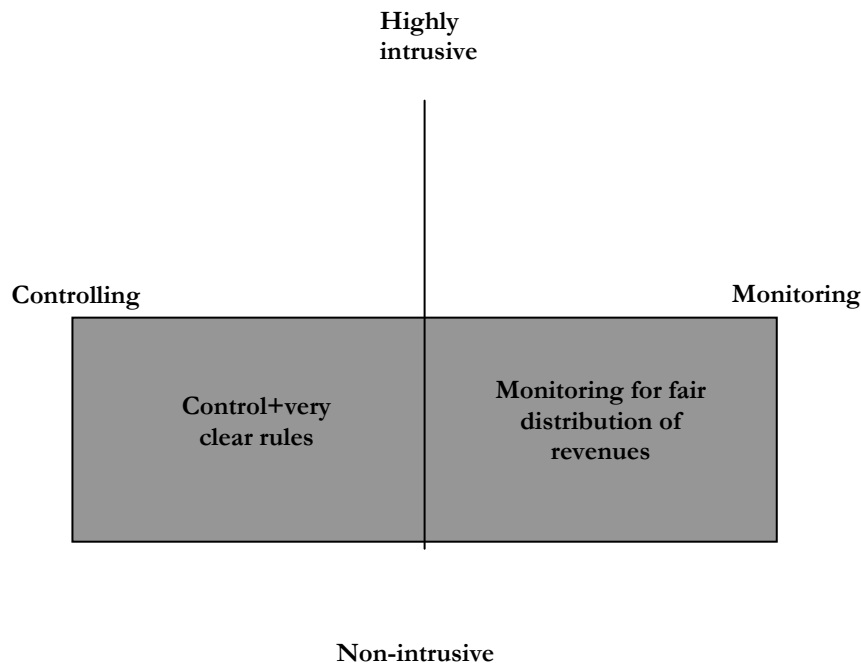 Highly
intrusive
Controlling
Monitoring
Control+very
clear rules
Monitoring for fair
distribution of
revenues
Non-intrusive